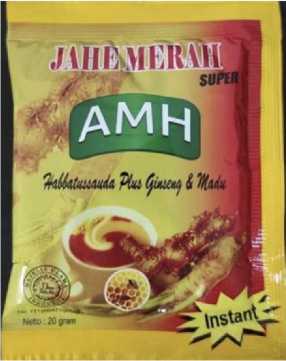 JAHE MERAH
SUPER
AMH
Habbatussauda Plus Ginseng & Madu
Netto : 20 gram
Instant